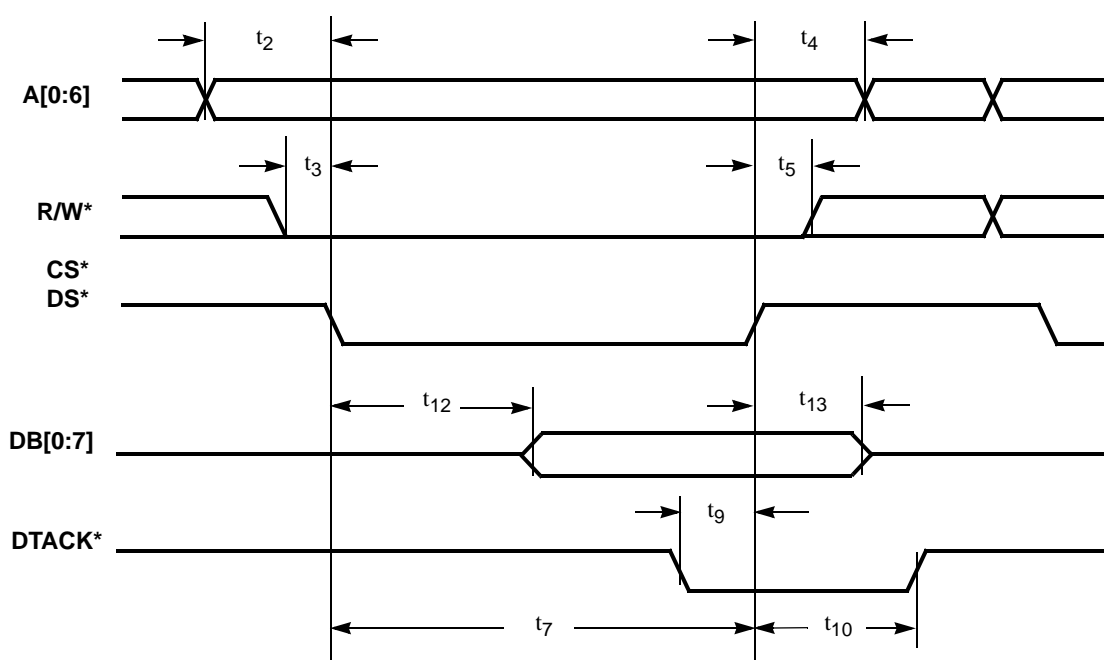 t2 t4
A[0:6]
t3 t5
R/W*
CS*
DS*
t12 t13
DB[0:7]
t9
DTACK*
t7 t10